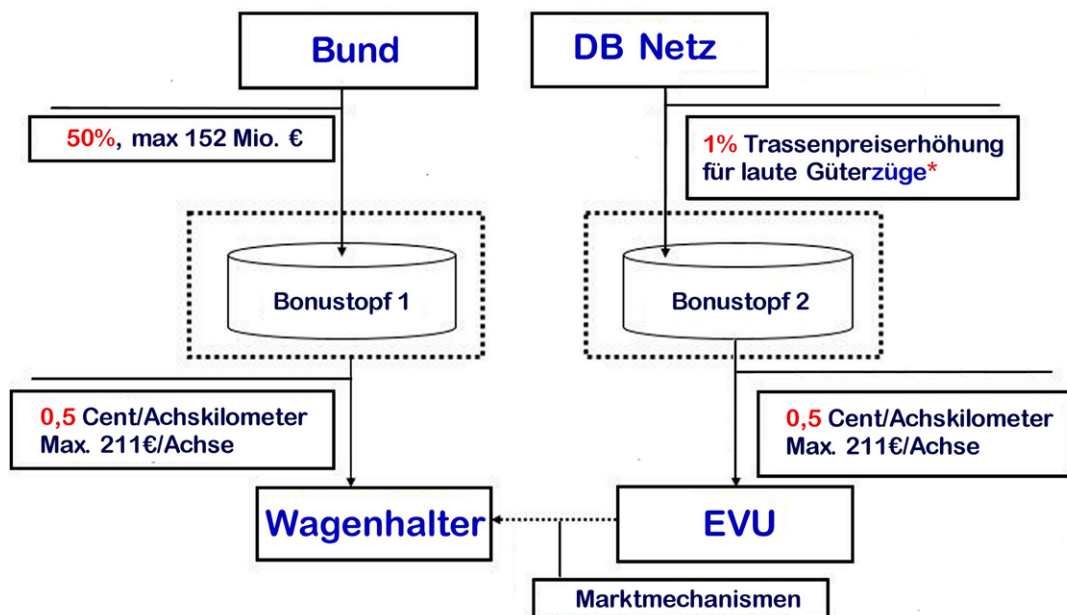 Bund
DB Netz
50%, max 152 Mio. €
1% Trassenpreiserhöhung
für laute Güterzüge*
Bonustopf 1
Bonustopf 2
0,5 Cent/Achskilometer
Max. 211€/Achse
0,5 Cent/Achskilometer
Max. 211€/Achse
Wagenhalter
EVU
Marktmechanismen